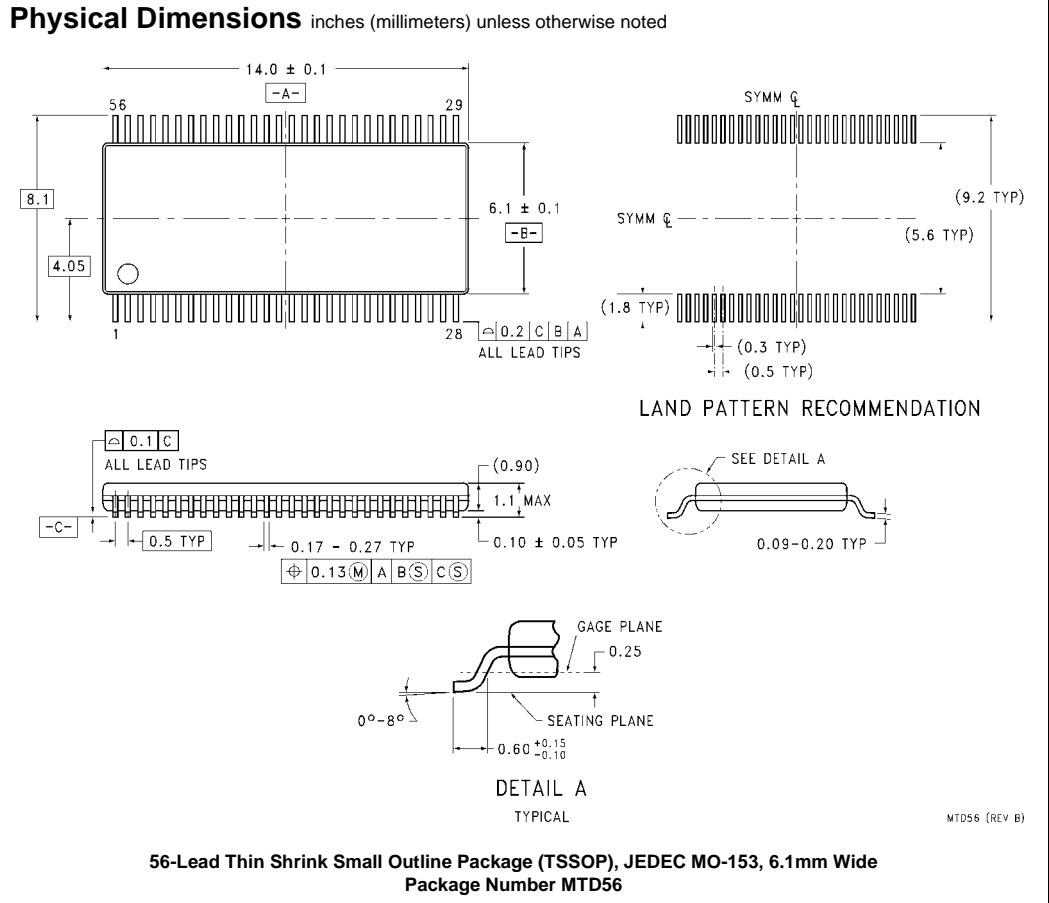 Physical Dimensions inches (millimeters) unless otherwise noted
14.0 ± 0.1
-A-
56
29
8.1
4.05
6.1 ± 0.1
-B-
1
28
⌓ 0.2 C B A
ALL LEAD TIPS
SYMM ℄
SYMM ℄
(9.2 TYP)
(5.6 TYP)
(1.8 TYP)
(0.3 TYP)
(0.5 TYP)
LAND PATTERN RECOMMENDATION
⌓ 0.1 C
ALL LEAD TIPS
(0.90)
1.1 MAX
-C-
0.5 TYP
0.17 - 0.27 TYP
0.10 ± 0.05 TYP
⌖ 0.13 Ⓜ A B Ⓢ C Ⓢ
SEE DETAIL A
0.09-0.20 TYP
GAGE PLANE
0.25
0°-8°
SEATING PLANE
0.60 +0.15 -0.10
DETAIL A
TYPICAL
MTD56 (REV B)
56-Lead Thin Shrink Small Outline Package (TSSOP), JEDEC MO-153, 6.1mm Wide
Package Number MTD56